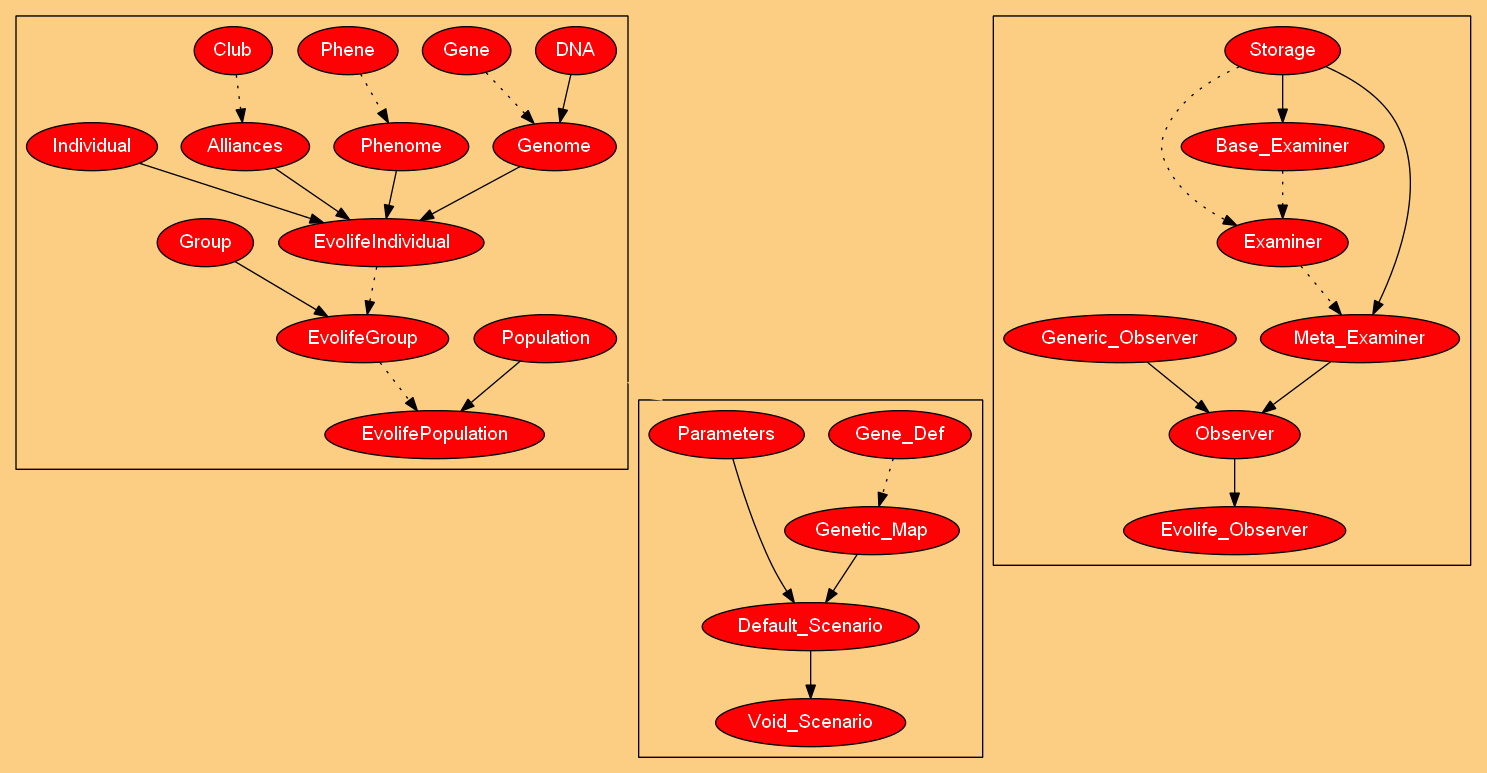 Club
Phene
Gene
DNA
Individual
Alliances
Phenome
Genome
Group
EvolifeIndividual
EvolifeGroup
Population
EvolifePopulation
Parameters
Gene_Def
Genetic_Map
Default_Scenario
Void_Scenario
Storage
Base_Examiner
Examiner
Generic_Observer
Meta_Examiner
Observer
Evolife_Observer